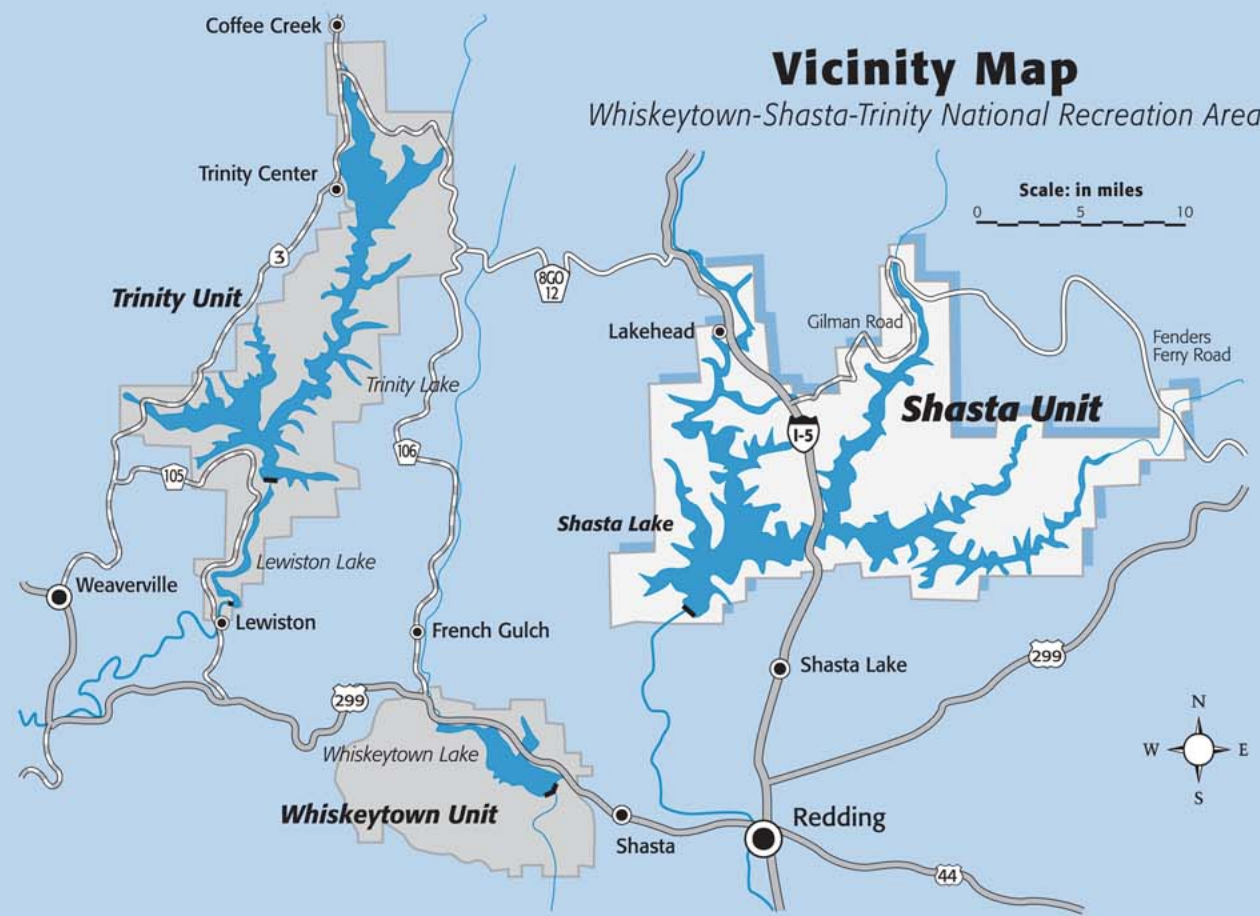 Vicinity Map
Whiskeytown-Shasta-Trinity National Recreation Area
Coffee Creek
Trinity Center
Scale: in miles
0 5 10
3
Trinity Unit
8GO
12
Lakehead
Gilman Road
Fenders
Ferry Road
Trinity Lake
Shasta Unit
I-5
106
105
Shasta Lake
Lewiston Lake
Weaverville
Lewiston
French Gulch
Shasta Lake
299
299
N
W E
S
Whiskeytown Lake
Whiskeytown Unit
Redding
Shasta
44